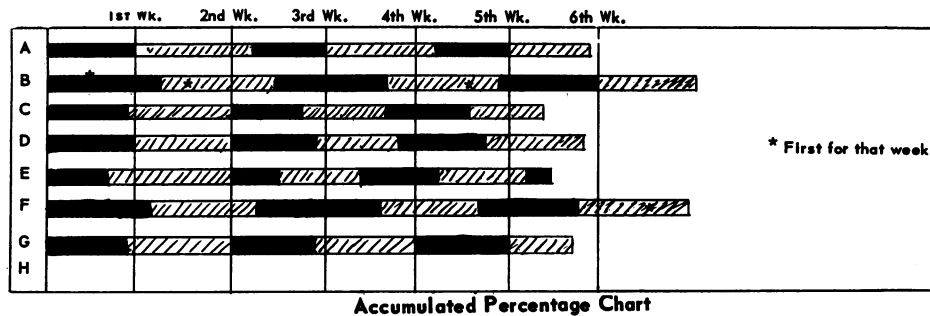 1ST WK. 2nd WK. 3rd WK. 4th WK. 5th WK. 6th WK.
A
B
C
D
* First for that week
E
F
G
H
Accumulated Percentage Chart